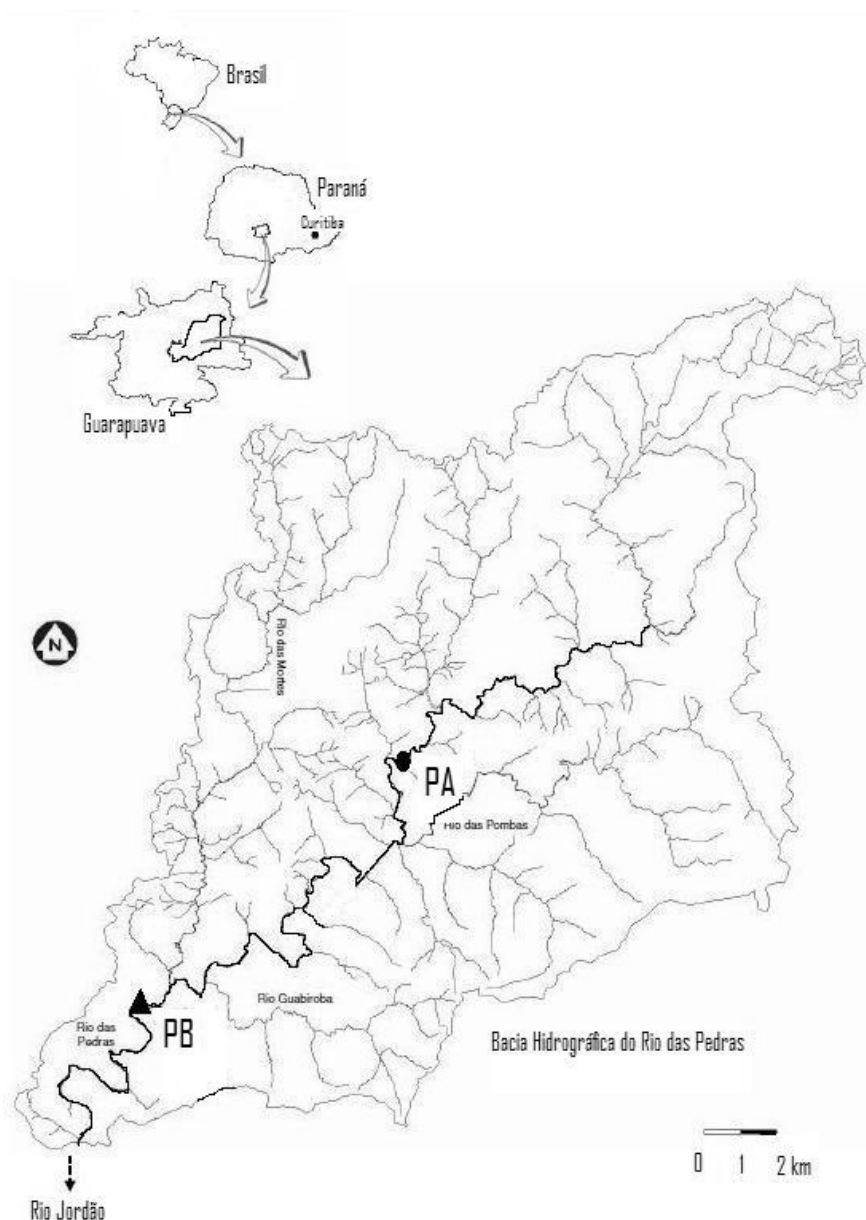 Brasil
Paraná
Curitiba
Guarapuava
N
Rio das Mortes
PA
Rio das Pombas
Rio Guabiroba
Rio das
Pedras
PB
Bacia Hidrográfica do Rio das Pedras
0 1 2 km
Rio Jordão